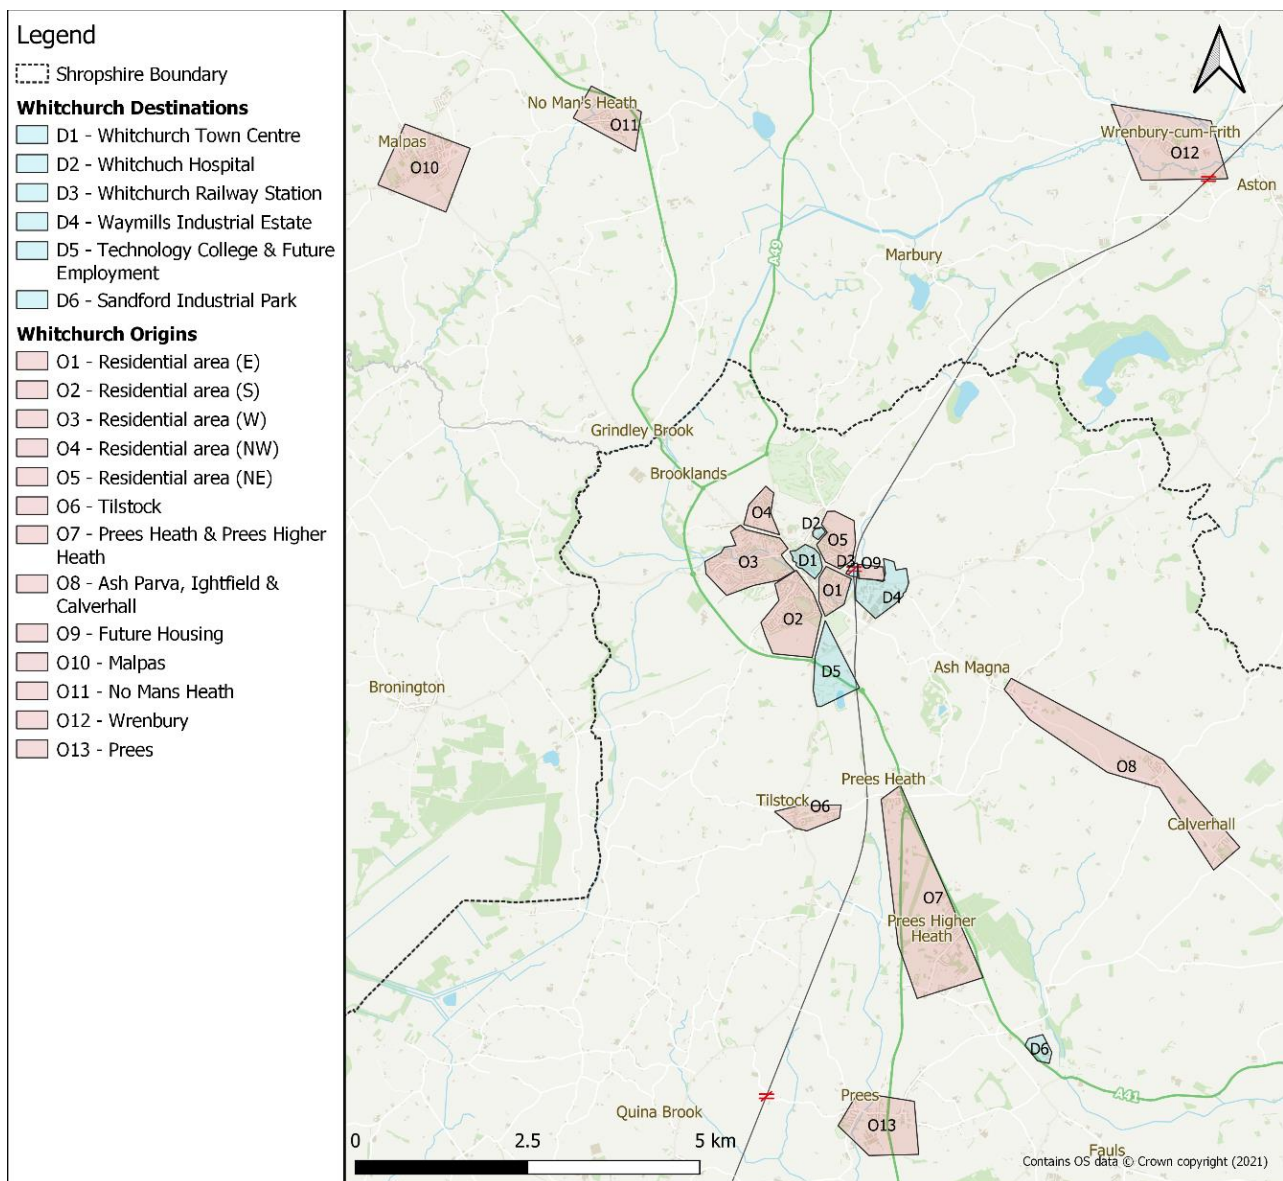 Legend
Shropshire Boundary
Whitchurch Destinations
D1 - Whitchurch Town Centre
D2 - Whitchuch Hospital
D3 - Whitchurch Railway Station
D4 - Waymills Industrial Estate
D5 - Technology College & Future
Employment
D6 - Sandford Industrial Park
Whitchurch Origins
O1 - Residential area (E)
O2 - Residential area (S)
O3 - Residential area (W)
O4 - Residential area (NW)
O5 - Residential area (NE)
O6 - Tilstock
O7 - Prees Heath & Prees Higher
Heath
O8 - Ash Parva, Ightfield &
Calverhall
O9 - Future Housing
O10 - Malpas
O11 - No Mans Heath
O12 - Wrenbury
O13 - Prees
No Man's Heath
O11
Malpas
O10
Wrenbury-cum-Frith
O12
Aston
A49
Marbury
Grindley Brook
Brooklands
O4
D2
O5
O3
D1
D3
O9
O1
D4
O2
D5
Ash Magna
Bronington
Prees Heath
O8
Tilstock
O6
Calverhall
O7
Prees Higher
Heath
D6
A41
Prees
Quina Brook
O13
Fauls
0
2.5
5 km
Contains OS data © Crown copyright (2021)